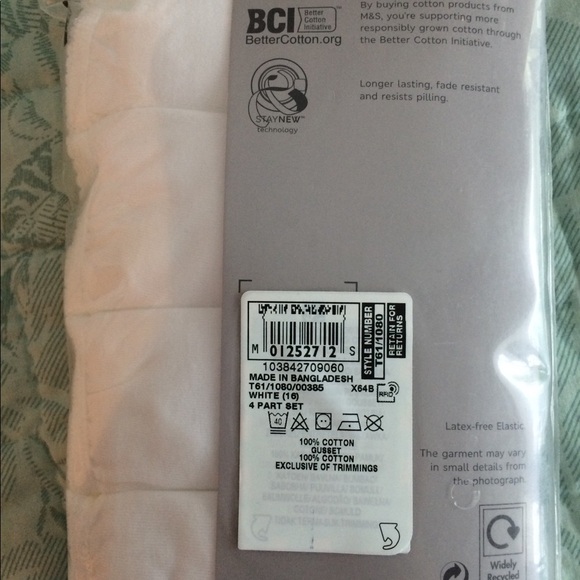 BCI Better Cotton Initiative™
BetterCotton.org
By buying cotton products from
M&S, you're supporting more
responsibly grown cotton through
the Better Cotton Initiative.
STAYNEW™
technology
Longer lasting, fade resistant
and resists pilling.
M 01252712 S
103842709060
MADE IN BANGLADESH
T61/1080/00385 X64B
WHITE (16) RFID
4 PART SET
STYLE NUMBER
T61/1080
RETAIN FOR
RETURNS
40
100% COTTON
GUSSET
100% COTTON
EXCLUSIVE OF TRIMMINGS
Latex-free Elastic
The garment may vary
in small details from
the photograph
Widely
Recycled